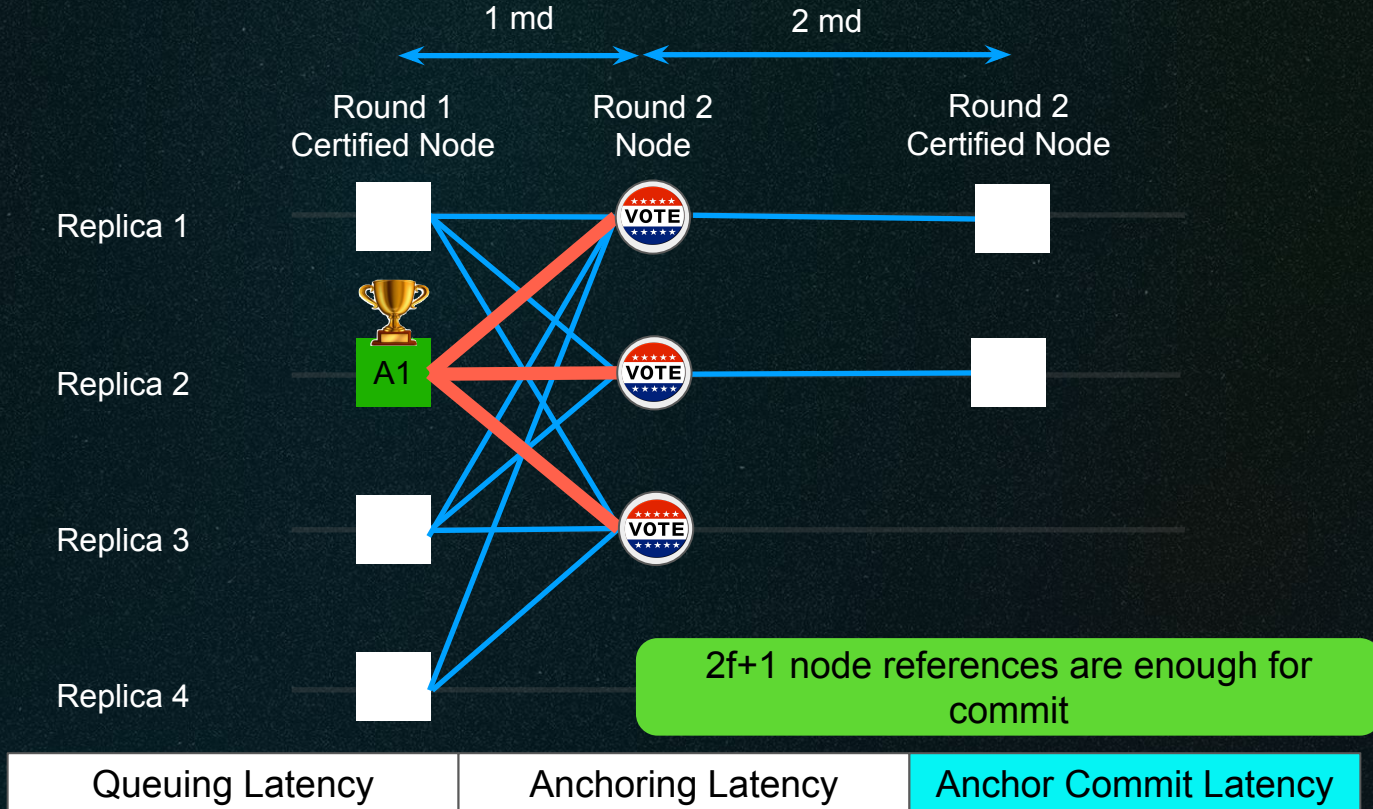 1 md
2 md
Round 1
Certified Node
Round 2
Node
Round 2
Certified Node
Replica 1
VOTE
Replica 2
A1
VOTE
Replica 3
VOTE
Replica 4
2f+1 node references are enough for
commit
Queuing Latency
Anchoring Latency
Anchor Commit Latency